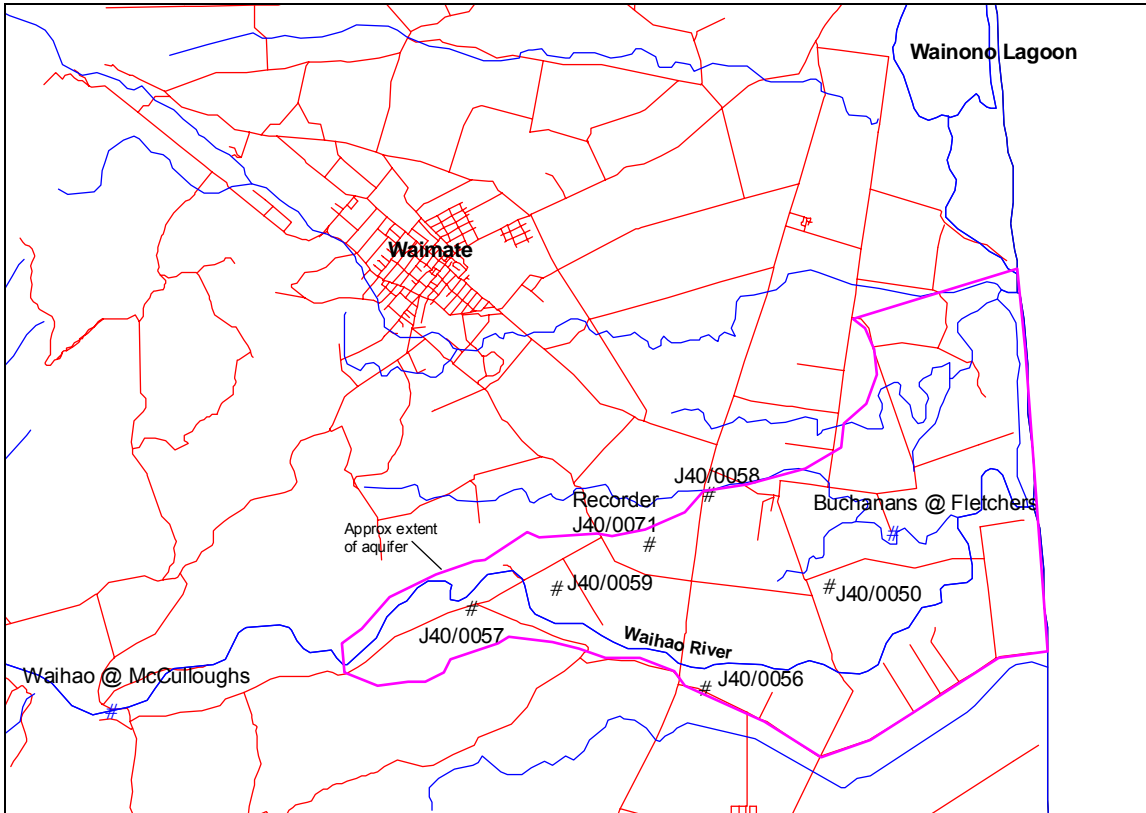 Wainono Lagoon
Waimate
J40/0058
Recorder
J40/0071
Buchanans @ Fletchers
Approx extent
of aquifer
J40/0059
J40/0050
J40/0057
Waihao River
Waihao @ McCulloughs
J40/0056